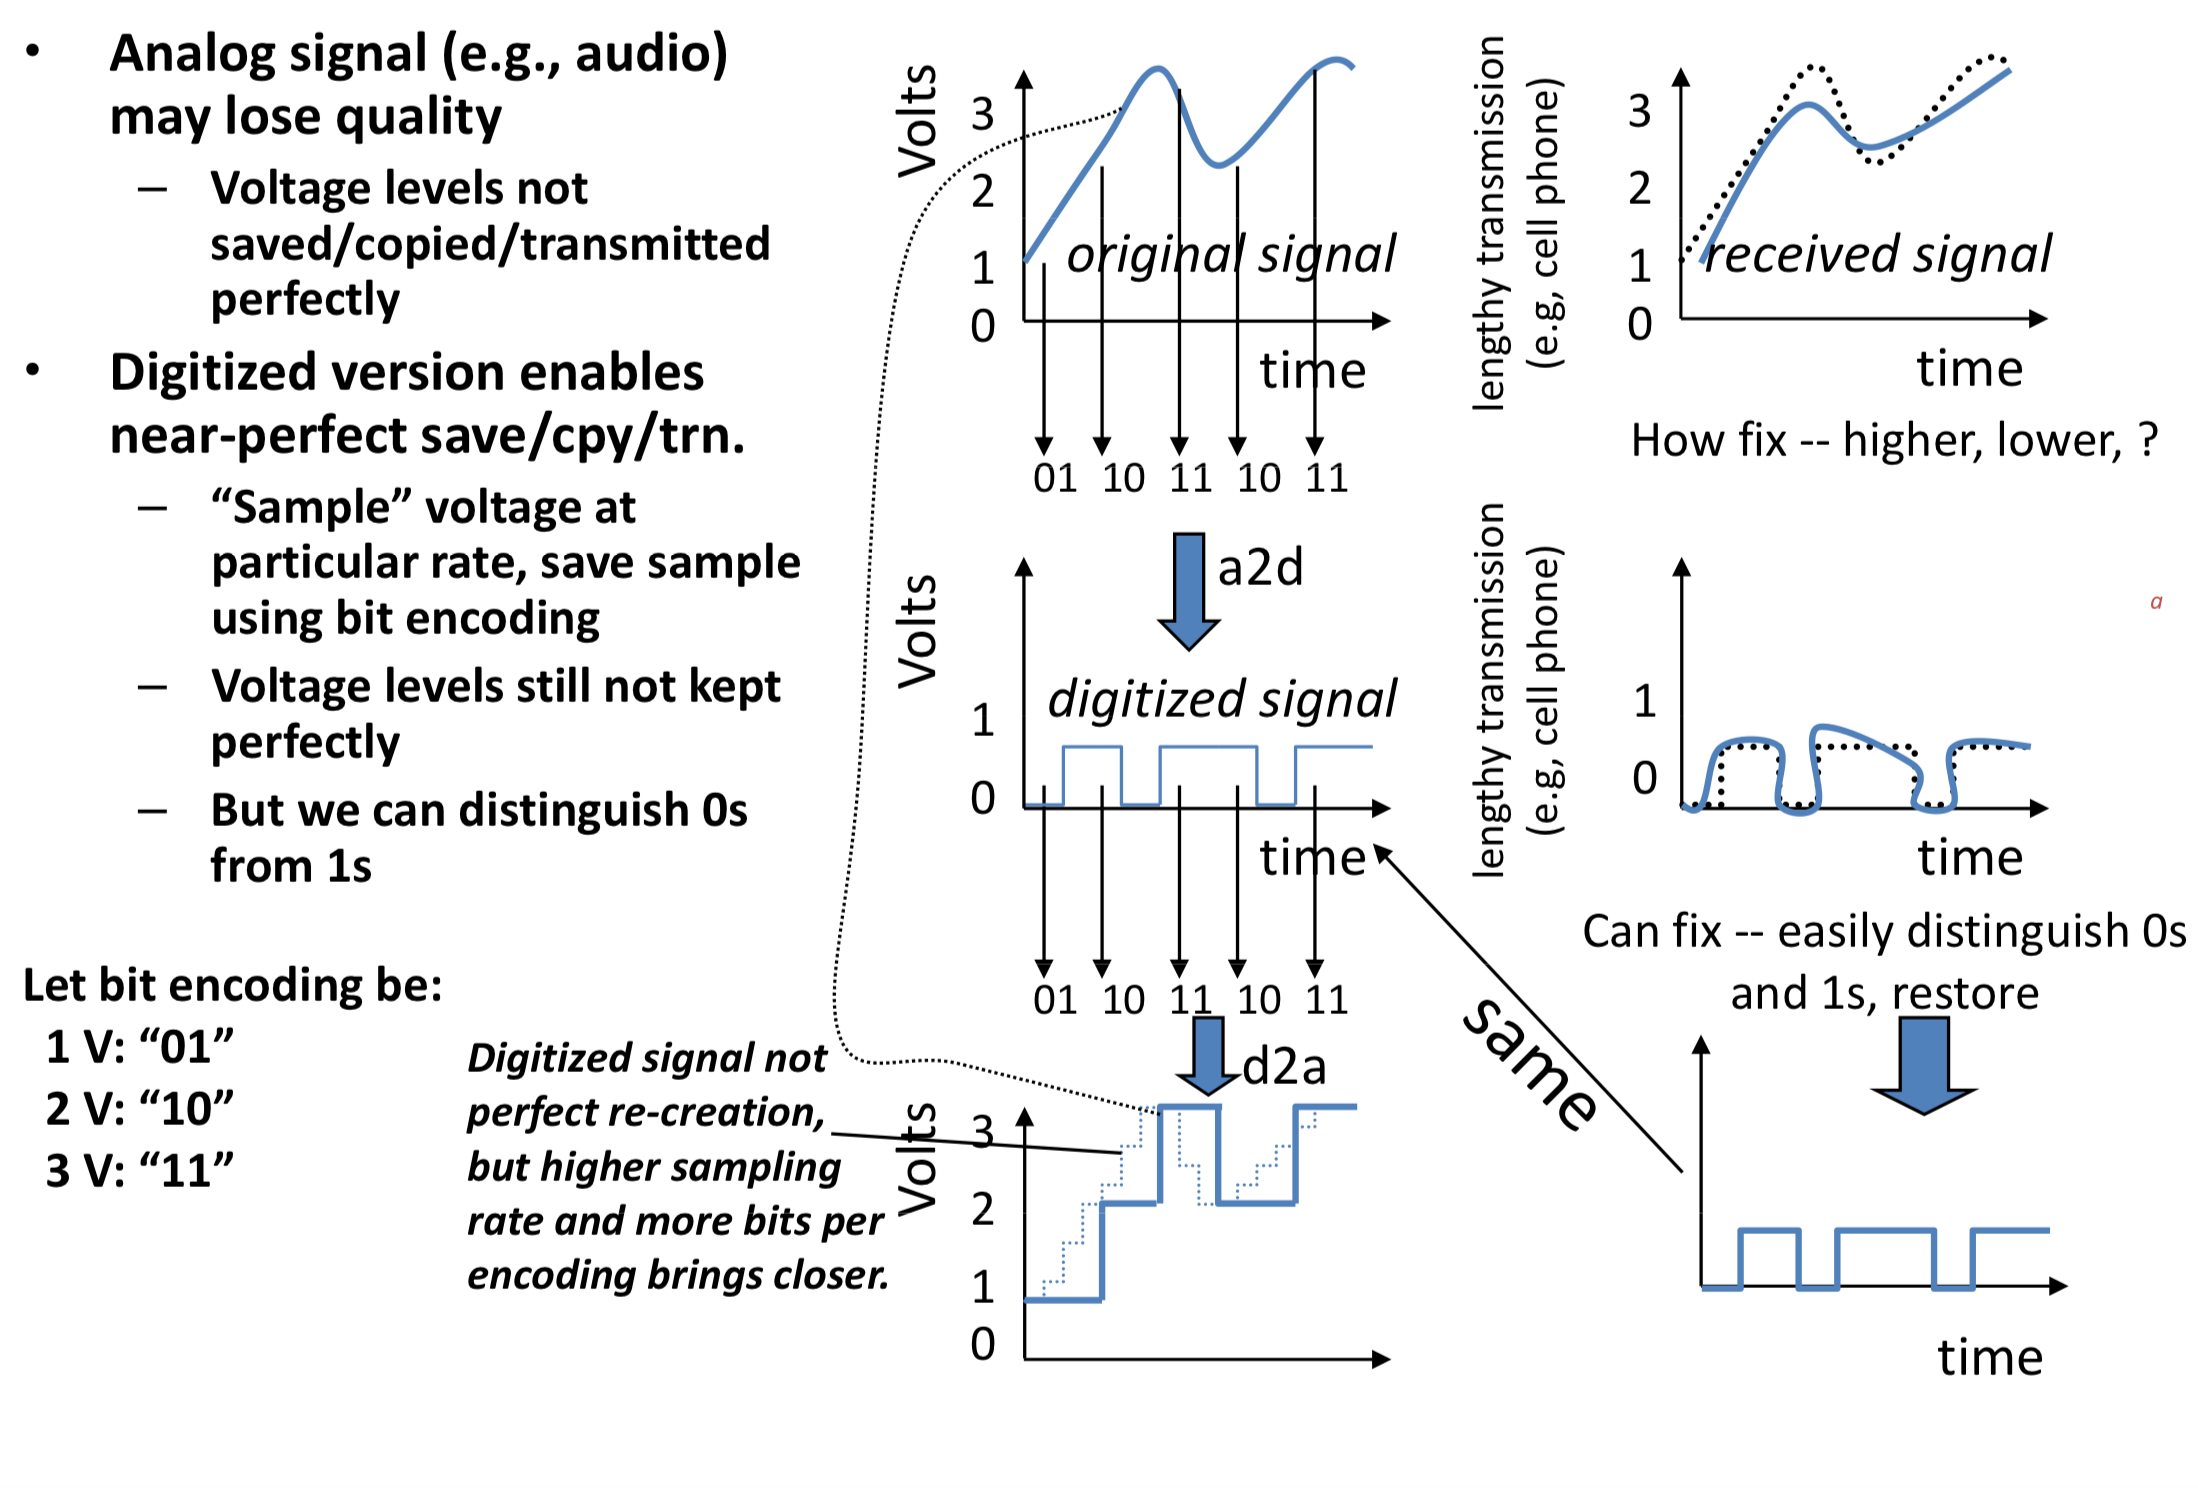 • Analog signal (e.g., audio)
may lose quality
– Voltage levels not
saved/copied/transmitted
perfectly
• Digitized version enables
near-perfect save/cpy/trn.
– “Sample” voltage at
particular rate, save sample
using bit encoding
– Voltage levels still not kept
perfectly
– But we can distinguish 0s
from 1s
Let bit encoding be:
1 V: “01”
2 V: “10”
3 V: “11”
Digitized signal not
perfect re-creation,
but higher sampling
rate and more bits per
encoding brings closer.
Volts
3
2
1
0
original signal
time
01 10 11 10 11
a2d
Volts
1
0
digitized signal
time
01 10 11 10 11
d2a
Volts
3
2
1
0
lengthy transmission
(e.g, cell phone)
3
2
1
0
received signal
time
How fix -- higher, lower, ?
lengthy transmission
(e.g, cell phone)
a
1
0
time
Can fix -- easily distinguish 0s
and 1s, restore
same
time